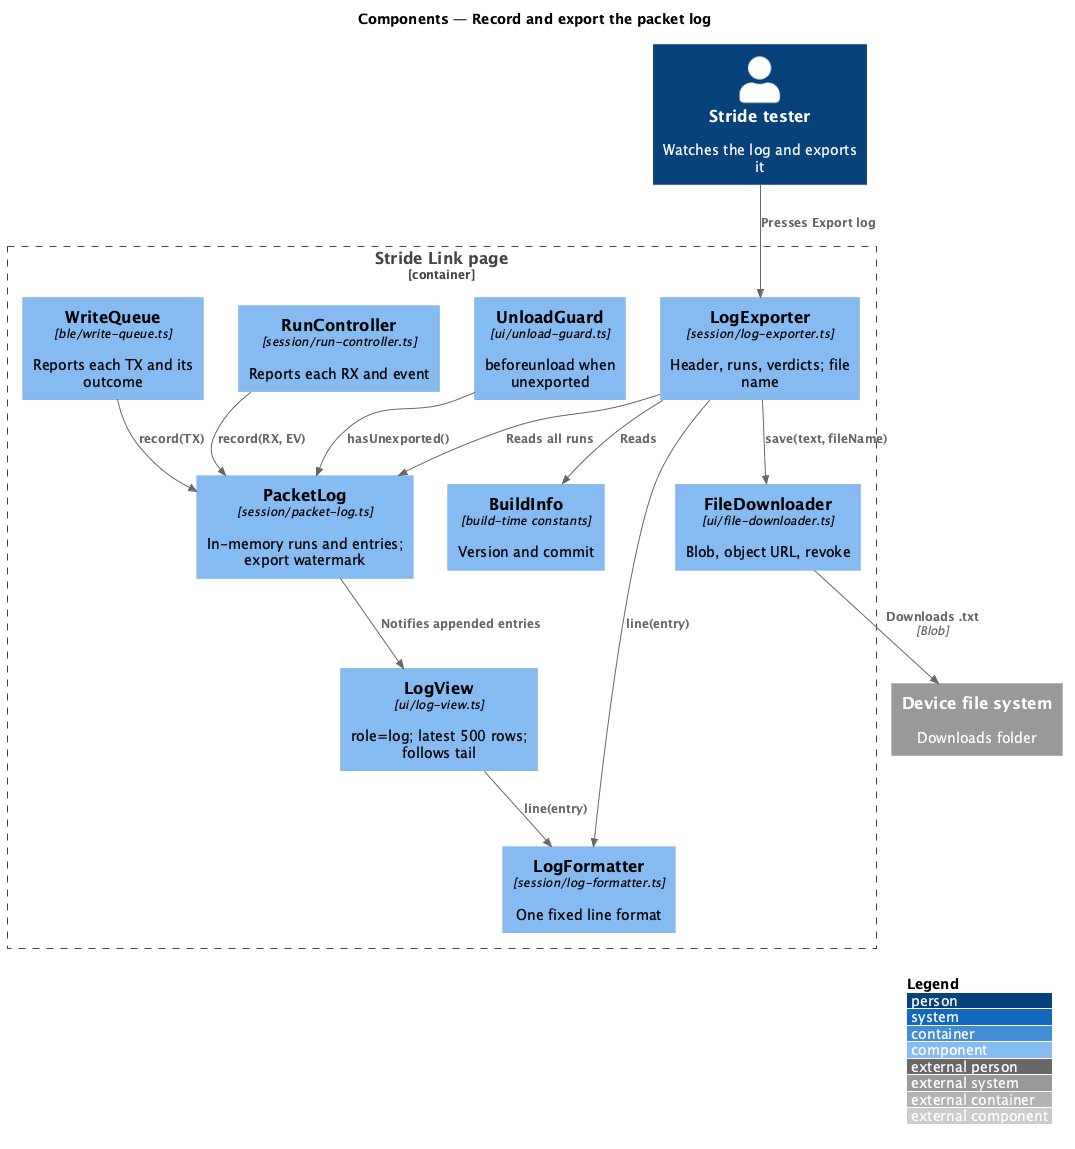 Components — Record and export the packet log
Stride tester
Watches the log and exports
it
Presses Export log
Stride Link page
[container]
WriteQueue
[ble/write-queue.ts]
Reports each TX and its
outcome
RunController
[session/run-controller.ts]
Reports each RX and event
UnloadGuard
[ui/unload-guard.ts]
beforeunload when
unexported
LogExporter
[session/log-exporter.ts]
Header, runs, verdicts; file
name
record(TX)
record(RX, EV)
hasUnexported()
Reads all runs
Reads
save(text, fileName)
PacketLog
[session/packet-log.ts]
In-memory runs and entries;
export watermark
BuildInfo
[build-time constants]
Version and commit
FileDownloader
[ui/file-downloader.ts]
Blob, object URL, revoke
Notifies appended entries
line(entry)
Downloads .txt
[Blob]
LogView
[ui/log-view.ts]
role=log; latest 500 rows;
follows tail
Device file system
Downloads folder
line(entry)
LogFormatter
[session/log-formatter.ts]
One fixed line format
Legend
person
system
container
component
external person
external system
external container
external component